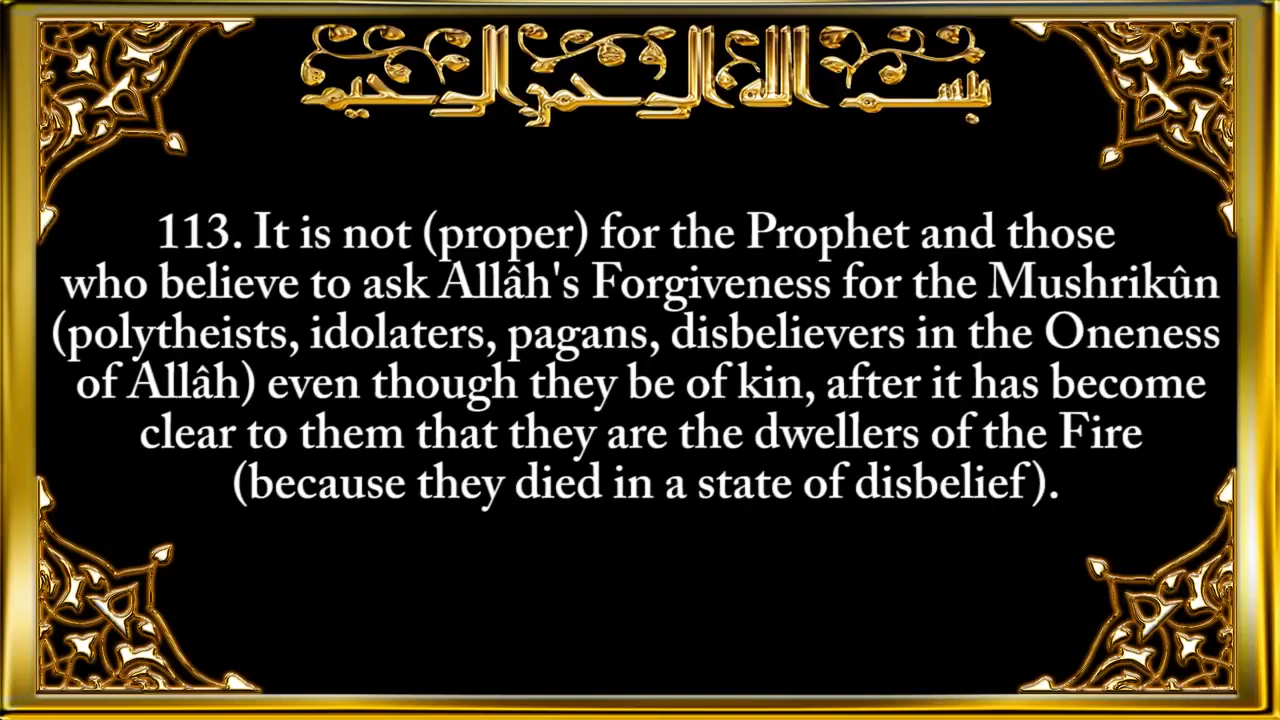 بسم الله الرحمن الرحيم
113. It is not (proper) for the Prophet and those
who believe to ask Allâh's Forgiveness for the Mushrikûn
(polytheists, idolaters, pagans, disbelievers in the Oneness
of Allâh) even though they be of kin, after it has become
clear to them that they are the dwellers of the Fire
(because they died in a state of disbelief).